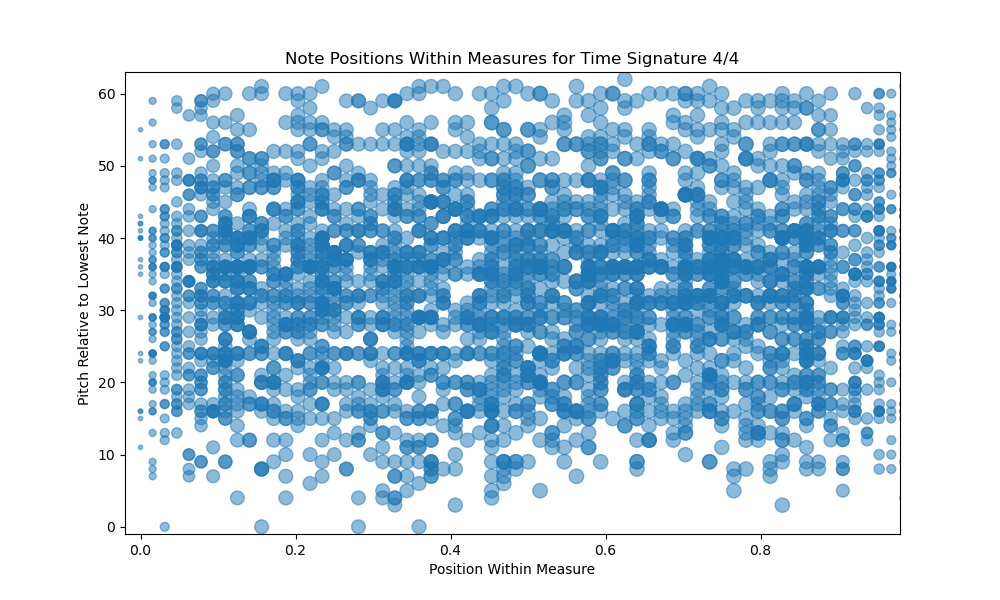 Note Positions Within Measures for Time Signature 4/4
Pitch Relative to Lowest Note
60
50
40
30
20
10
0
0.0 0.2 0.4 0.6 0.8
Position Within Measure